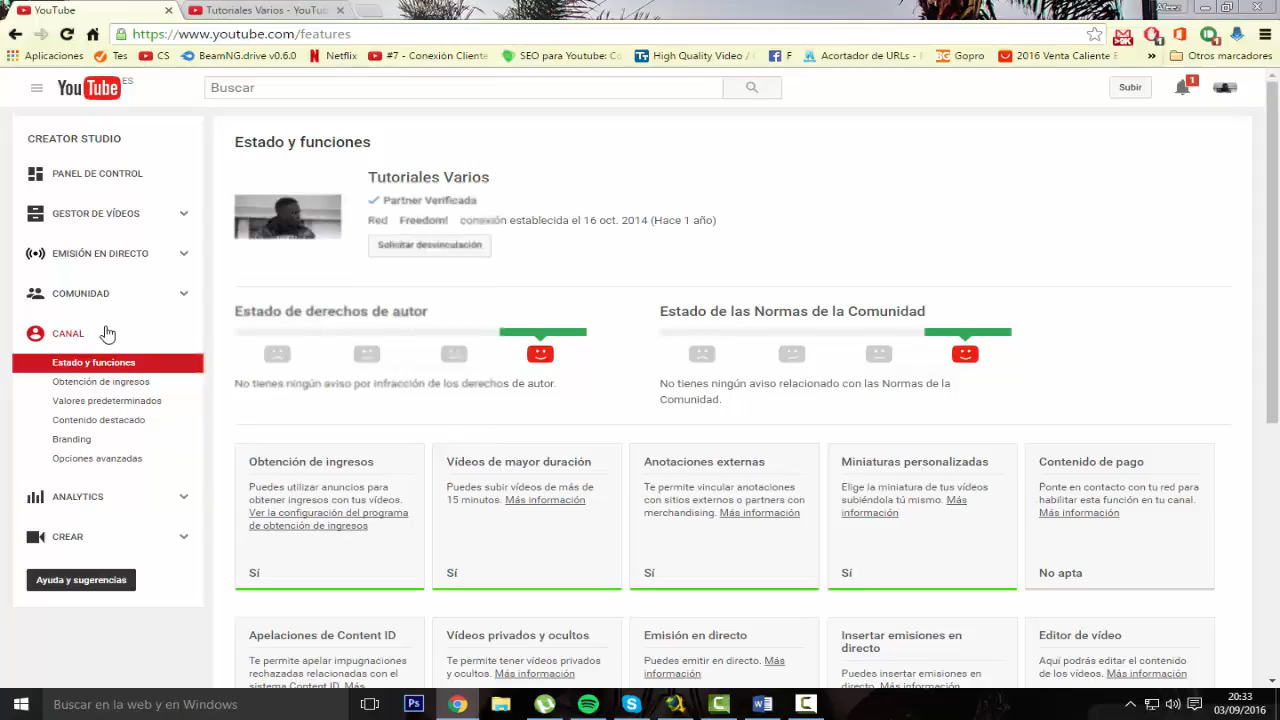 YouTube
Tutoriales Varios - YouTub
https://www.youtube.com/features
Aplicaciones
Tes
CS
BeamNG.drive v0.6.0
Netflix
#7 - Conexión Cliente
SEO para Youtube: Co
High Quality Video / C
F
Acortador de URLs - M
Gopro
2016 Venta Caliente E
»
Otros marcadores
YouTube ES
Buscar
Subir
1
CREATOR STUDIO
PANEL DE CONTROL
GESTOR DE VÍDEOS
EMISIÓN EN DIRECTO
COMUNIDAD
CANAL
Estado y funciones
Obtención de ingresos
Valores predeterminados
Contenido destacado
Branding
Opciones avanzadas
ANALYTICS
CREAR
Ayuda y sugerencias
Estado y funciones
Tutoriales Varios
Partner Verificada
Red Freedom! conexión establecida el 16 oct. 2014 (Hace 1 año)
Solicitar desvinculación
Estado de derechos de autor
No tienes ningún aviso por infracción de los derechos de autor.
Estado de las Normas de la Comunidad
No tienes ningún aviso relacionado con las Normas de la
Comunidad.
Obtención de ingresos
Puedes utilizar anuncios para
obtener ingresos con tus vídeos.
Ver la configuración del programa
de obtención de ingresos
Sí
Vídeos de mayor duración
Puedes subir vídeos de más de
15 minutos. Más información
Sí
Anotaciones externas
Te permite vincular anotaciones
con sitios externos o partners con
merchandising. Más información
Sí
Miniaturas personalizadas
Elige la miniatura de tus vídeos
subiéndola tú mismo. Más
información
Sí
Contenido de pago
Ponte en contacto con tu red para
habilitar esta función en tu canal.
Más información
No apta
Apelaciones de Content ID
Te permite apelar impugnaciones
rechazadas relacionadas con el
sistema Content ID. Más
Vídeos privados y ocultos
Te permite tener vídeos privados
y ocultos. Más información
Emisión en directo
Puedes emitir en directo. Más
información
Insertar emisiones en
directo
Puedes insertar emisiones en
directo. Más información
Editor de vídeo
Aquí podrás editar el contenido
de los vídeos. Más información
Buscar en la web y en Windows
20:33
03/09/2016